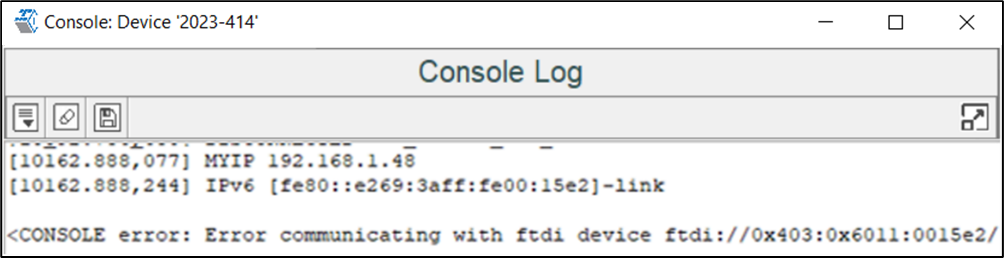 Console: Device '2023-414'
Console Log
[10162.888,077] MYIP 192.168.1.48
[10162.888,244] IPv6 [fe80::e269:3aff:fe00:15e2]-link
<CONSOLE error: Error communicating with ftdi device ftdi://0x403:0x6011:0015e2/